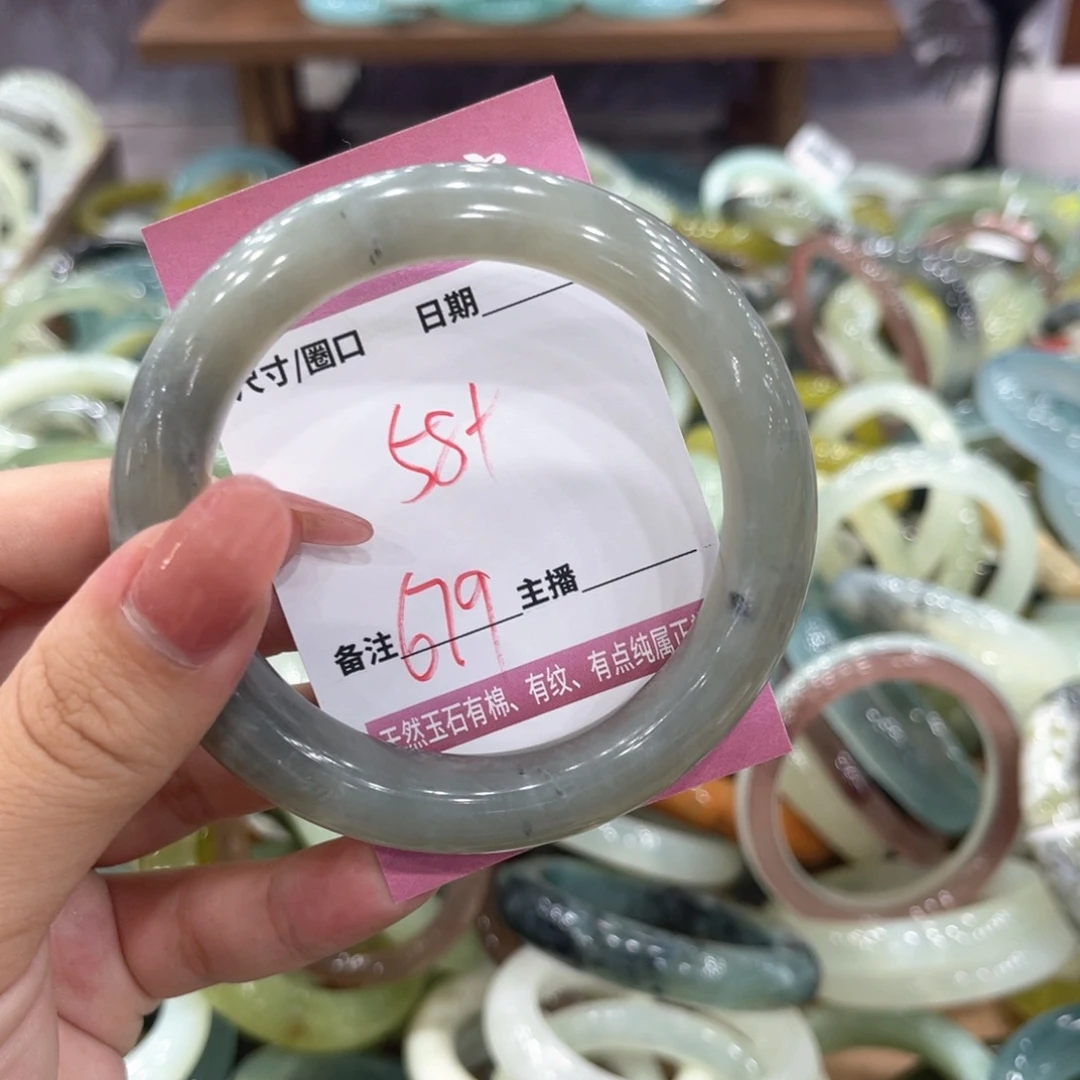 日期
尺寸/圈口
58+
主播
备注 679
天然玉石有棉、有纹、有点纯属正